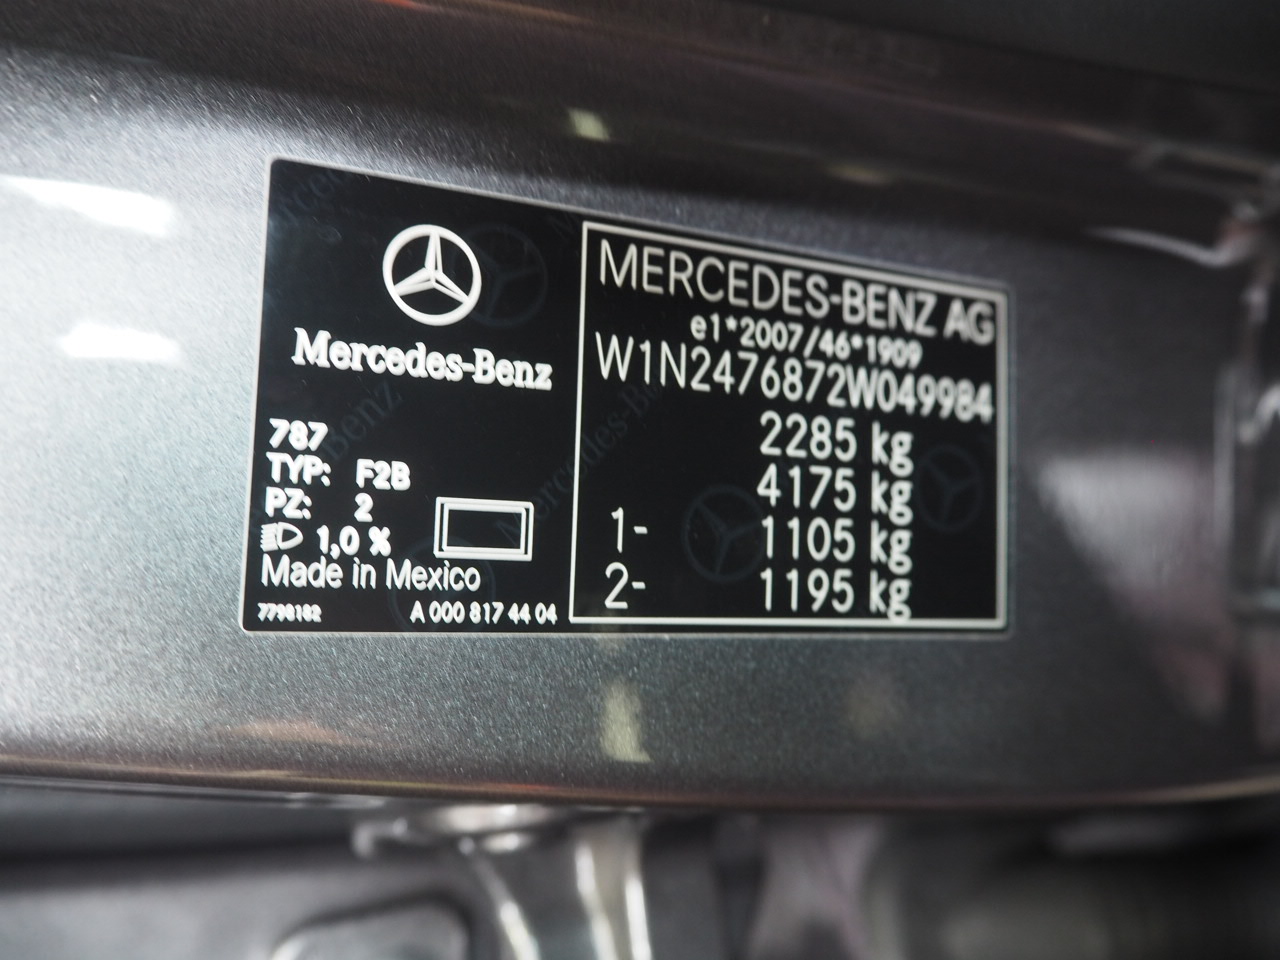 Mercedes-Benz
787
TYP: F2B
PZ: 2
1,0 %
Made in Mexico
7798182 A 000 817 44 04
MERCEDES-BENZ AG
e1*2007/46*1909
W1N2476872W049984
2285 kg
4175 kg
1- 1105 kg
2- 1195 kg